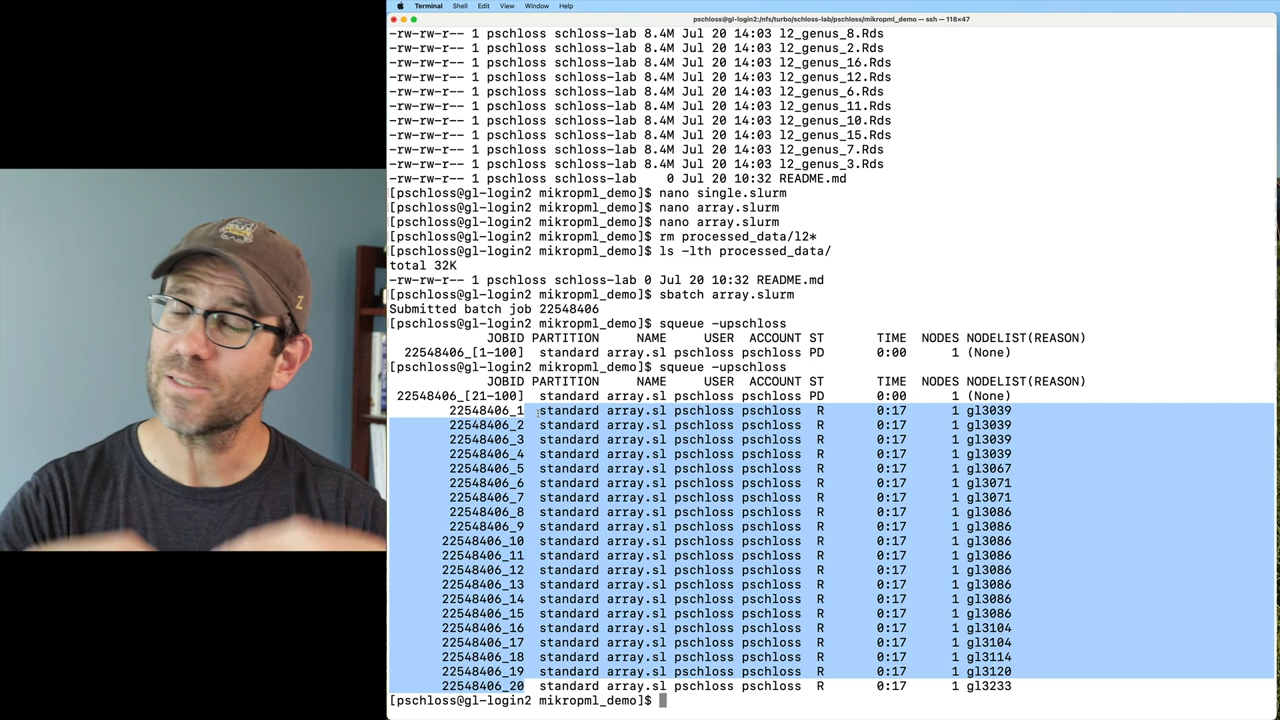 Terminal Shell Edit View Window Help
pschloss@gl-login2:/nfs/turbo/schloss-lab/pschloss/mikropml_demo — ssh — 118×47
-rw-rw-r-- 1 pschloss schloss-lab 8.4M Jul 20 14:03 l2_genus_8.Rds
-rw-rw-r-- 1 pschloss schloss-lab 8.4M Jul 20 14:03 l2_genus_2.Rds
-rw-rw-r-- 1 pschloss schloss-lab 8.4M Jul 20 14:03 l2_genus_16.Rds
-rw-rw-r-- 1 pschloss schloss-lab 8.4M Jul 20 14:03 l2_genus_12.Rds
-rw-rw-r-- 1 pschloss schloss-lab 8.4M Jul 20 14:03 l2_genus_6.Rds
-rw-rw-r-- 1 pschloss schloss-lab 8.4M Jul 20 14:03 l2_genus_11.Rds
-rw-rw-r-- 1 pschloss schloss-lab 8.4M Jul 20 14:03 l2_genus_10.Rds
-rw-rw-r-- 1 pschloss schloss-lab 8.4M Jul 20 14:03 l2_genus_15.Rds
-rw-rw-r-- 1 pschloss schloss-lab 8.4M Jul 20 14:03 l2_genus_7.Rds
-rw-rw-r-- 1 pschloss schloss-lab 8.4M Jul 20 14:03 l2_genus_3.Rds
-rw-rw-r-- 1 pschloss schloss-lab    0 Jul 20 10:32 README.md
[pschloss@gl-login2 mikropml_demo]$ nano single.slurm
[pschloss@gl-login2 mikropml_demo]$ nano array.slurm
[pschloss@gl-login2 mikropml_demo]$ nano array.slurm
[pschloss@gl-login2 mikropml_demo]$ rm processed_data/l2*
[pschloss@gl-login2 mikropml_demo]$ ls -lth processed_data/
total 32K
-rw-rw-r-- 1 pschloss schloss-lab 0 Jul 20 10:32 README.md
[pschloss@gl-login2 mikropml_demo]$ sbatch array.slurm
Submitted batch job 22548406
[pschloss@gl-login2 mikropml_demo]$ squeue -upschloss
JOBID PARTITION NAME USER ACCOUNT ST TIME NODES NODELIST(REASON)
22548406_[1-100] standard array.sl pschloss pschloss PD 0:00 1 (None)
[pschloss@gl-login2 mikropml_demo]$ squeue -upschloss
JOBID PARTITION NAME USER ACCOUNT ST TIME NODES NODELIST(REASON)
22548406_[21-100] standard array.sl pschloss pschloss PD 0:00 1 (None)
22548406_1 standard array.sl pschloss pschloss R 0:17 1 gl3039
22548406_2 standard array.sl pschloss pschloss R 0:17 1 gl3039
22548406_3 standard array.sl pschloss pschloss R 0:17 1 gl3039
22548406_4 standard array.sl pschloss pschloss R 0:17 1 gl3039
22548406_5 standard array.sl pschloss pschloss R 0:17 1 gl3067
22548406_6 standard array.sl pschloss pschloss R 0:17 1 gl3071
22548406_7 standard array.sl pschloss pschloss R 0:17 1 gl3071
22548406_8 standard array.sl pschloss pschloss R 0:17 1 gl3086
22548406_9 standard array.sl pschloss pschloss R 0:17 1 gl3086
22548406_10 standard array.sl pschloss pschloss R 0:17 1 gl3086
22548406_11 standard array.sl pschloss pschloss R 0:17 1 gl3086
22548406_12 standard array.sl pschloss pschloss R 0:17 1 gl3086
22548406_13 standard array.sl pschloss pschloss R 0:17 1 gl3086
22548406_14 standard array.sl pschloss pschloss R 0:17 1 gl3086
22548406_15 standard array.sl pschloss pschloss R 0:17 1 gl3086
22548406_16 standard array.sl pschloss pschloss R 0:17 1 gl3104
22548406_17 standard array.sl pschloss pschloss R 0:17 1 gl3104
22548406_18 standard array.sl pschloss pschloss R 0:17 1 gl3114
22548406_19 standard array.sl pschloss pschloss R 0:17 1 gl3120
22548406_20 standard array.sl pschloss pschloss R 0:17 1 gl3233
[pschloss@gl-login2 mikropml_demo]$